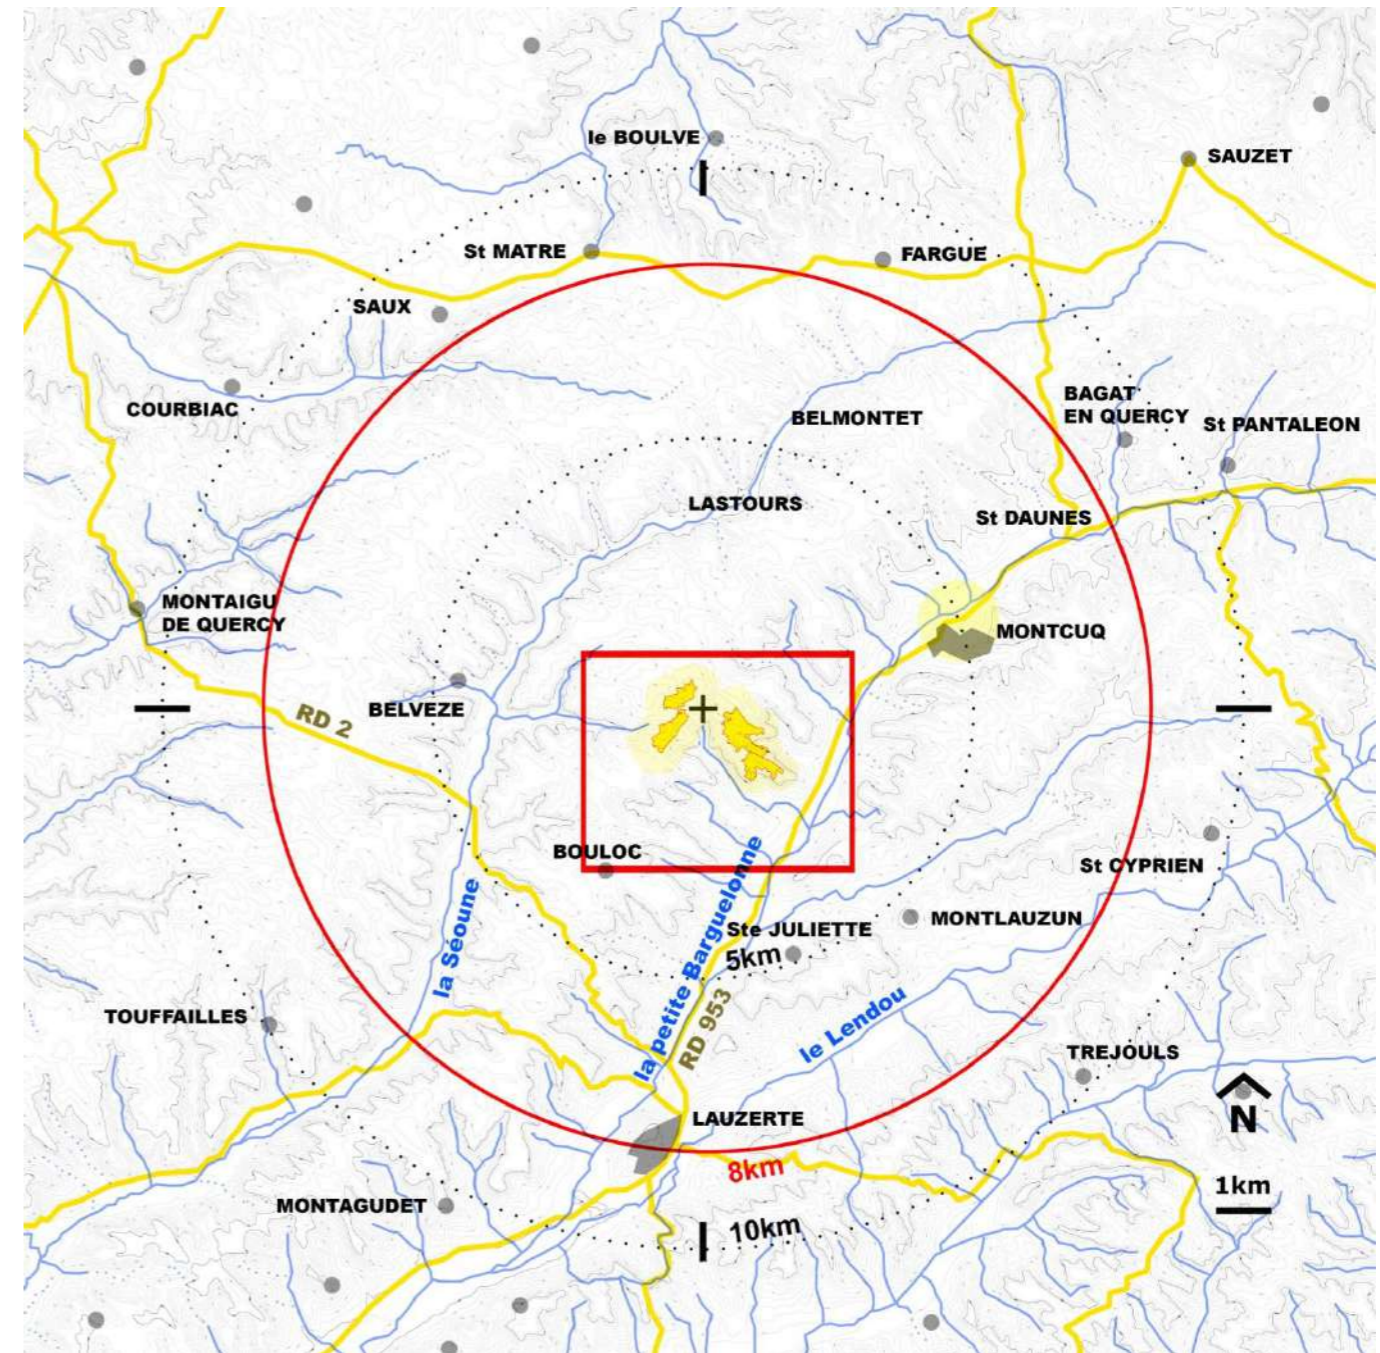 le BOULVE
SAUZET
St MATRE
FARGUE
SAUX
BAGAT
EN QUERCY
COURBIAC
BELMONTET
St PANTALEON
LASTOURS
St DAUNES
MONTAIGU
DE QUERCY
MONTCUQ
BELVEZE
RD 2
BOULOC
St CYPRIEN
la Séoune
la petite Barguelonne
Ste JULIETTE
MONTLAUZUN
5km
RD 953
le Lendou
TOUFFAILLES
TREJOULS
LAUZERTE
N
8km
1km
MONTAGUDET
10km